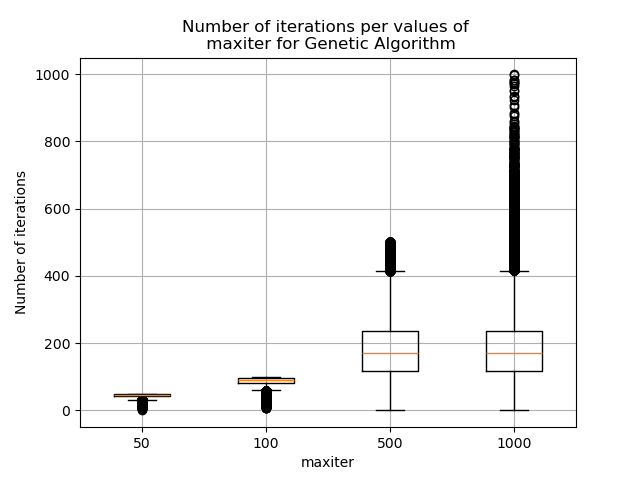 Number of iterations per values of
maxiter for Genetic Algorithm
Number of iterations
1000
800
600
400
200
0
50
100
500
1000
maxiter